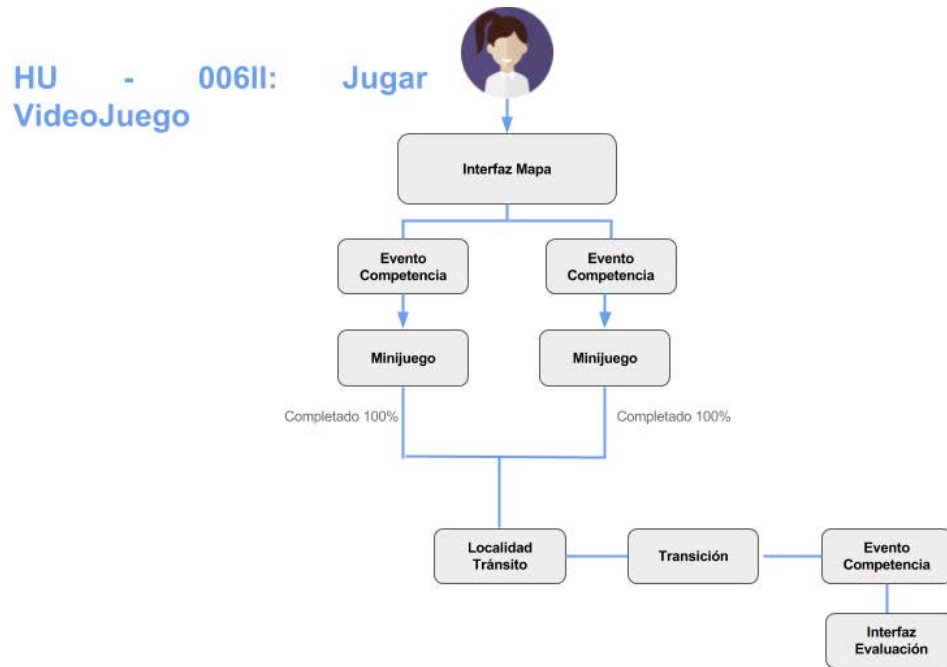 HU - 006II: Jugar
VideoJuego
Interfaz Mapa
Evento
Competencia
Evento
Competencia
Minijuego
Minijuego
Completado 100%
Completado 100%
Localidad
Tránsito
Transición
Evento
Competencia
Interfaz
Evaluación